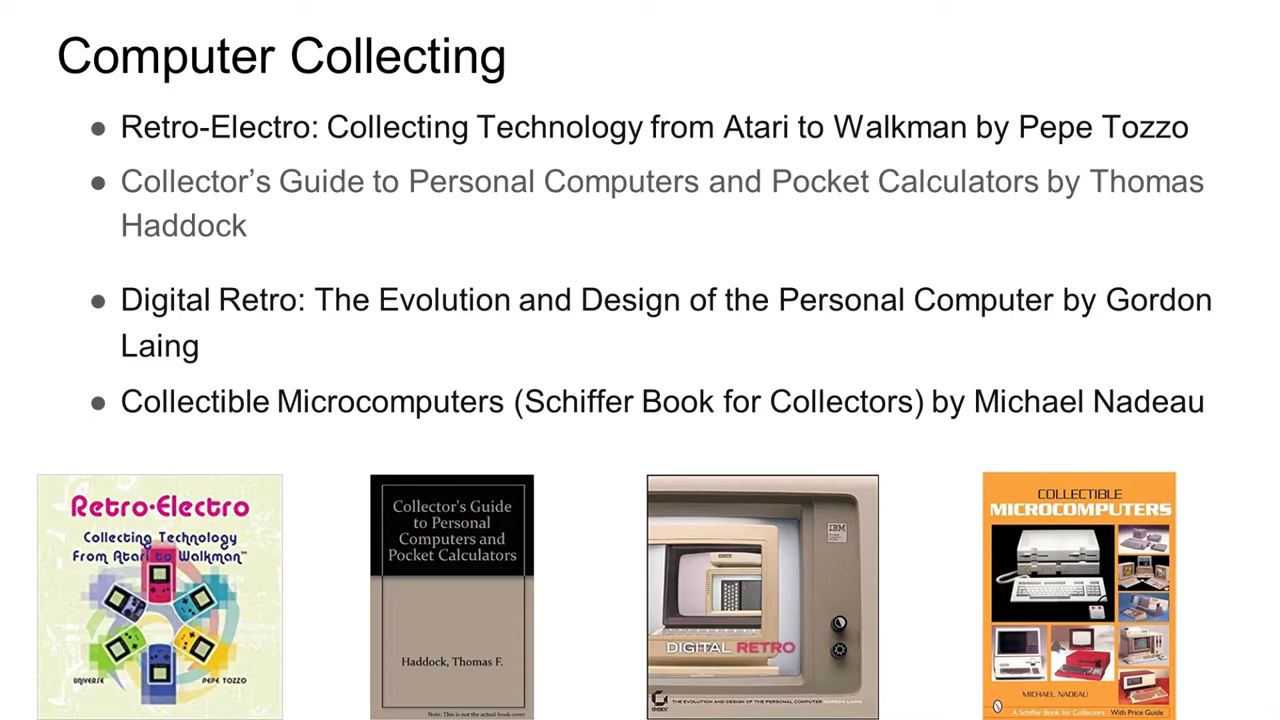 Computer Collecting
● Retro-Electro: Collecting Technology from Atari to Walkman by Pepe Tozzo
● Collector’s Guide to Personal Computers and Pocket Calculators by Thomas
Haddock
● Digital Retro: The Evolution and Design of the Personal Computer by Gordon
Laing
● Collectible Microcomputers (Schiffer Book for Collectors) by Michael Nadeau
Retro·Electro
Collecting Technology
From Atari to Walkman™
UNIVERSE
PEPE TOZZO
Collector's Guide
to Personal
Computers and
Pocket Calculators
Haddock, Thomas F.
Note: This is not the actual book cover
IBM
DIGITAL RETRO
THE EVOLUTION AND DESIGN OF THE PERSONAL COMPUTER GORDON LAING
COLLECTIBLE
MICROCOMPUTERS
MICHAEL NADEAU
A Schiffer Book for Collectors With Price Guide